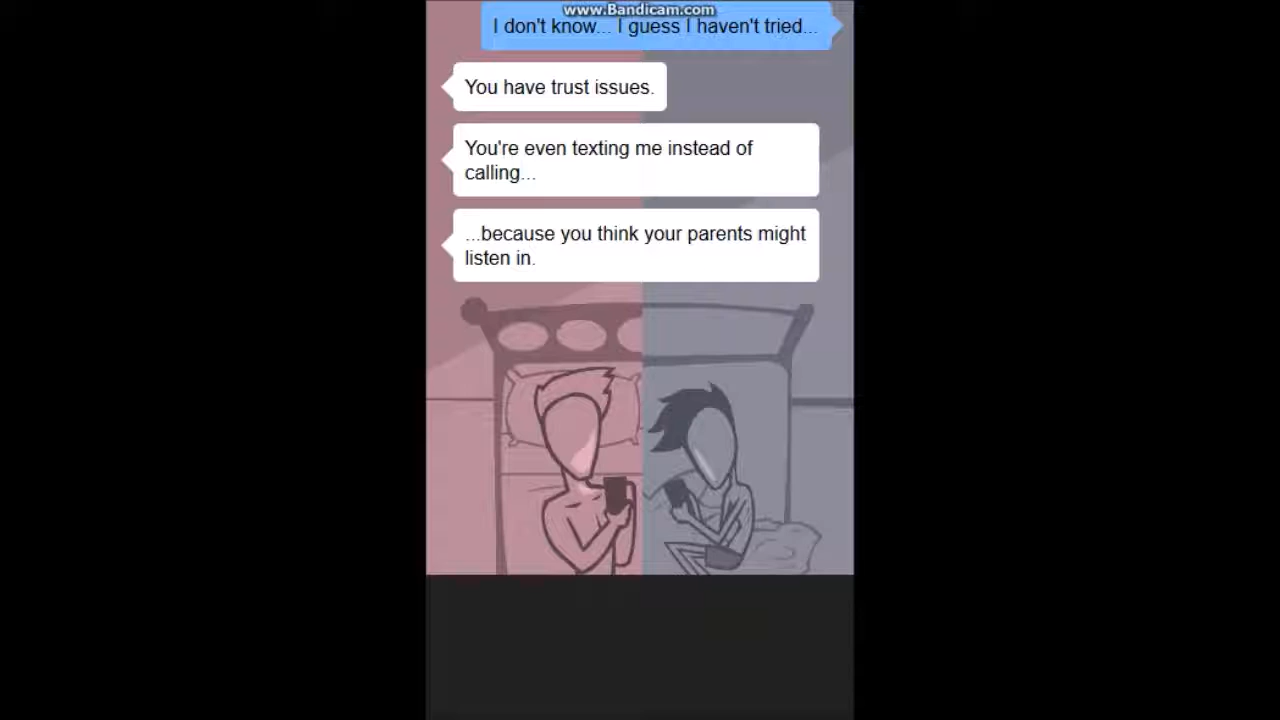 www.Bandicam.com
I don't know... I guess I haven't tried...
You have trust issues.
You're even texting me instead of
calling...
...because you think your parents might
listen in.